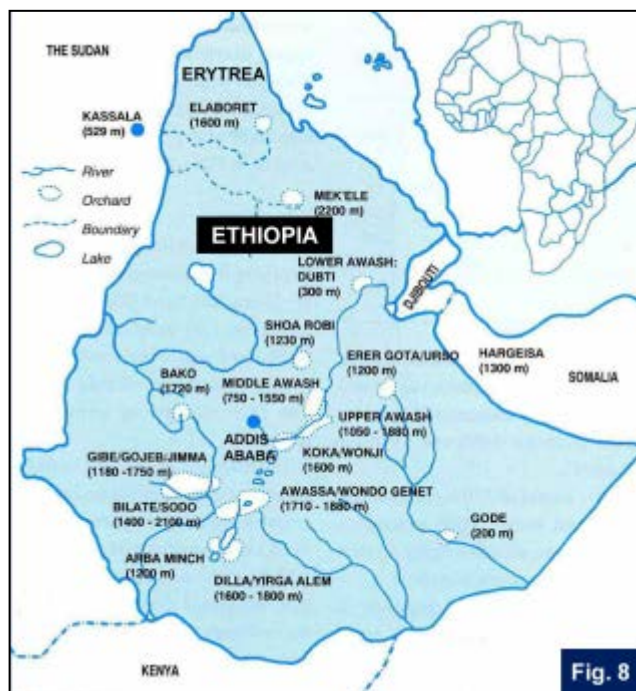 THE SUDAN
ERYTREA
ELABORET
(1600 m)
KASSALA
(529 m)
River
Orchard
Boundary
Lake
MEK'ELE
(2200 m)
ETHIOPIA
LOWER AWASH:
DUBTI
(300 m)
DJIBOUTI
SHOA ROBI
(1230 m)
ERER GOTA/URSO
(1200 m)
HARGEISA
(1300 m)
SOMALIA
BAKO
(1720 m)
MIDDLE AWASH
(750 - 1550 m)
UPPER AWASH
(1050 - 1880 m)
ADDIS
ABABA
KOKA/WONJI
(1600 m)
GIBE/GOJEB/JIMMA
(1180 -1750 m)
AWASSA/WONDO GENET
(1710 - 1880 m)
BILATE/SODO
(1400 - 2100 m)
GODE
(200 m)
ARBA MINCH
(1200 m)
DILLA/YIRGA ALEM
(1600 - 1800 m)
KENYA
Fig. 8